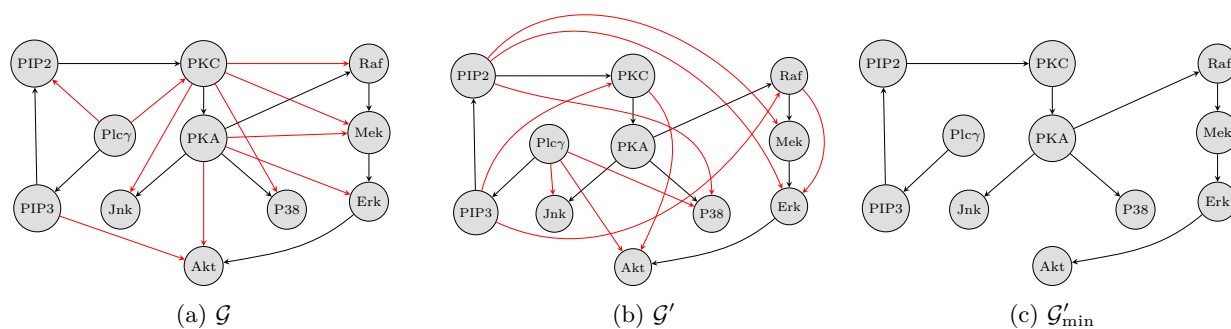 PIP2 PKC Raf
Plcγ PKA Mek
PIP3 Jnk P38 Erk
Akt
(a) 𝒢
PIP2 PKC Raf
Plcγ PKA Mek
PIP3 Jnk P38 Erk
Akt
(b) 𝒢′
PIP2 PKC Raf
Plcγ PKA Mek
PIP3 Jnk P38 Erk
Akt
(c) 𝒢′min